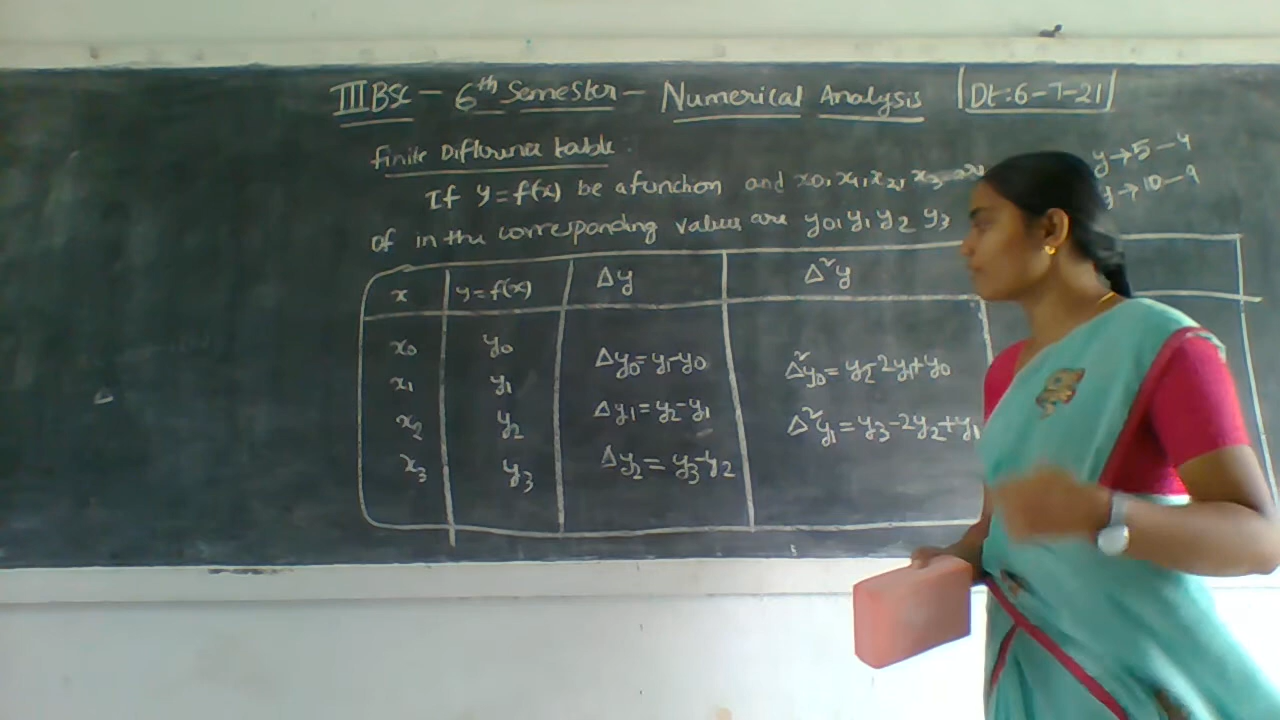 III BSC - 6th Semester - Numerical Analysis Dt: 6-7-21
Finite Difference table:
y→5-4
If y=f(x) be a function and x0, x1, x2, x3 are
y→10-9
of in the corresponding values are y0, y1 y2 y3
x y=f(x) Δy Δ²y
x0 y0 Δy0=y1-y0 Δ²y0=y2-2y1+y0
x1 y1 Δy1=y2-y1 Δ²y1=y3-2y2+y1
x2 y2 Δy2=y3-y2
x3 y3